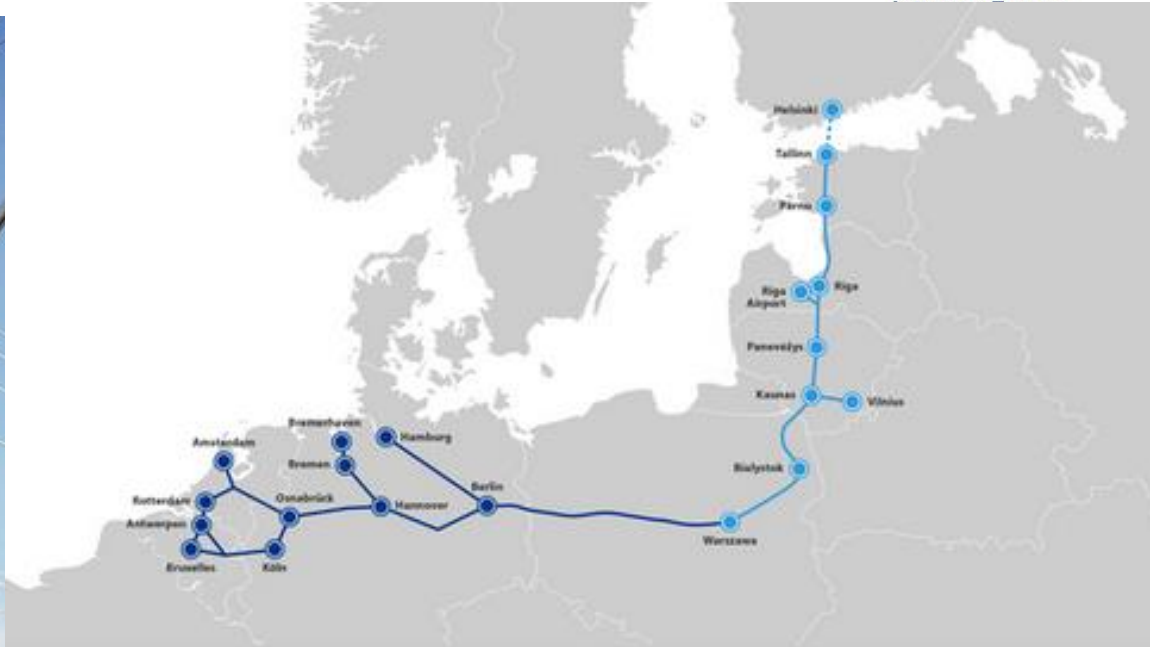 Helsinki
Tallinn
Pärnu
Riga
Riga
Airport
Panevėžys
Kaunas
Vilnius
Bremerhaven
Hamburg
Amsterdam
Bremen
Bialystok
Berlin
Rotterdam
Osnabrück
Hannover
Antwerpen
Warszawa
Bruxelles
Köln